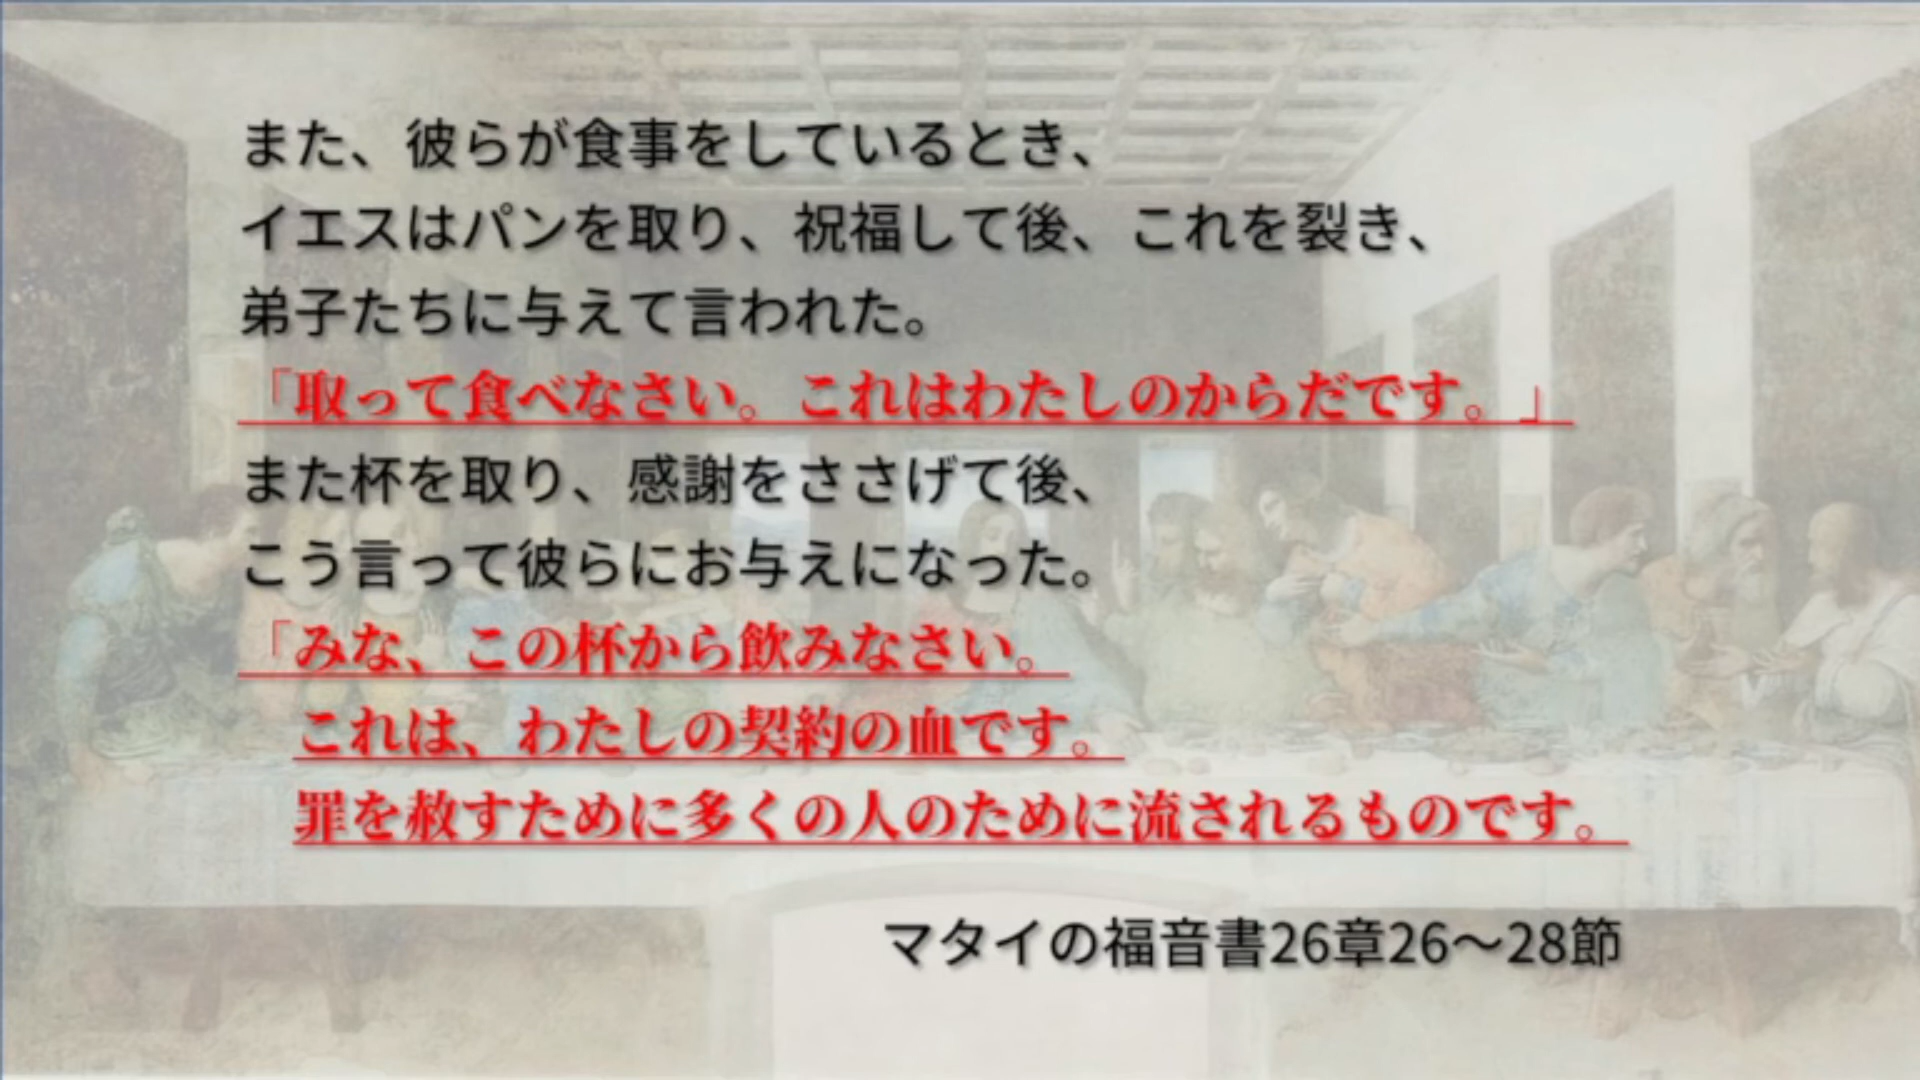 また、彼らが食事をしているとき、
イエスはパンを取り、祝福して後、これを裂き、
弟子たちに与えて言われた。
「取って食べなさい。これはわたしのからだです。」
また杯を取り、感謝をささげて後、
こう言って彼らにお与えになった。
「みな、この杯から飲みなさい。
これは、わたしの契約の血です。
罪を赦すために多くの人のために流されるものです。
マタイの福音書26章26〜28節